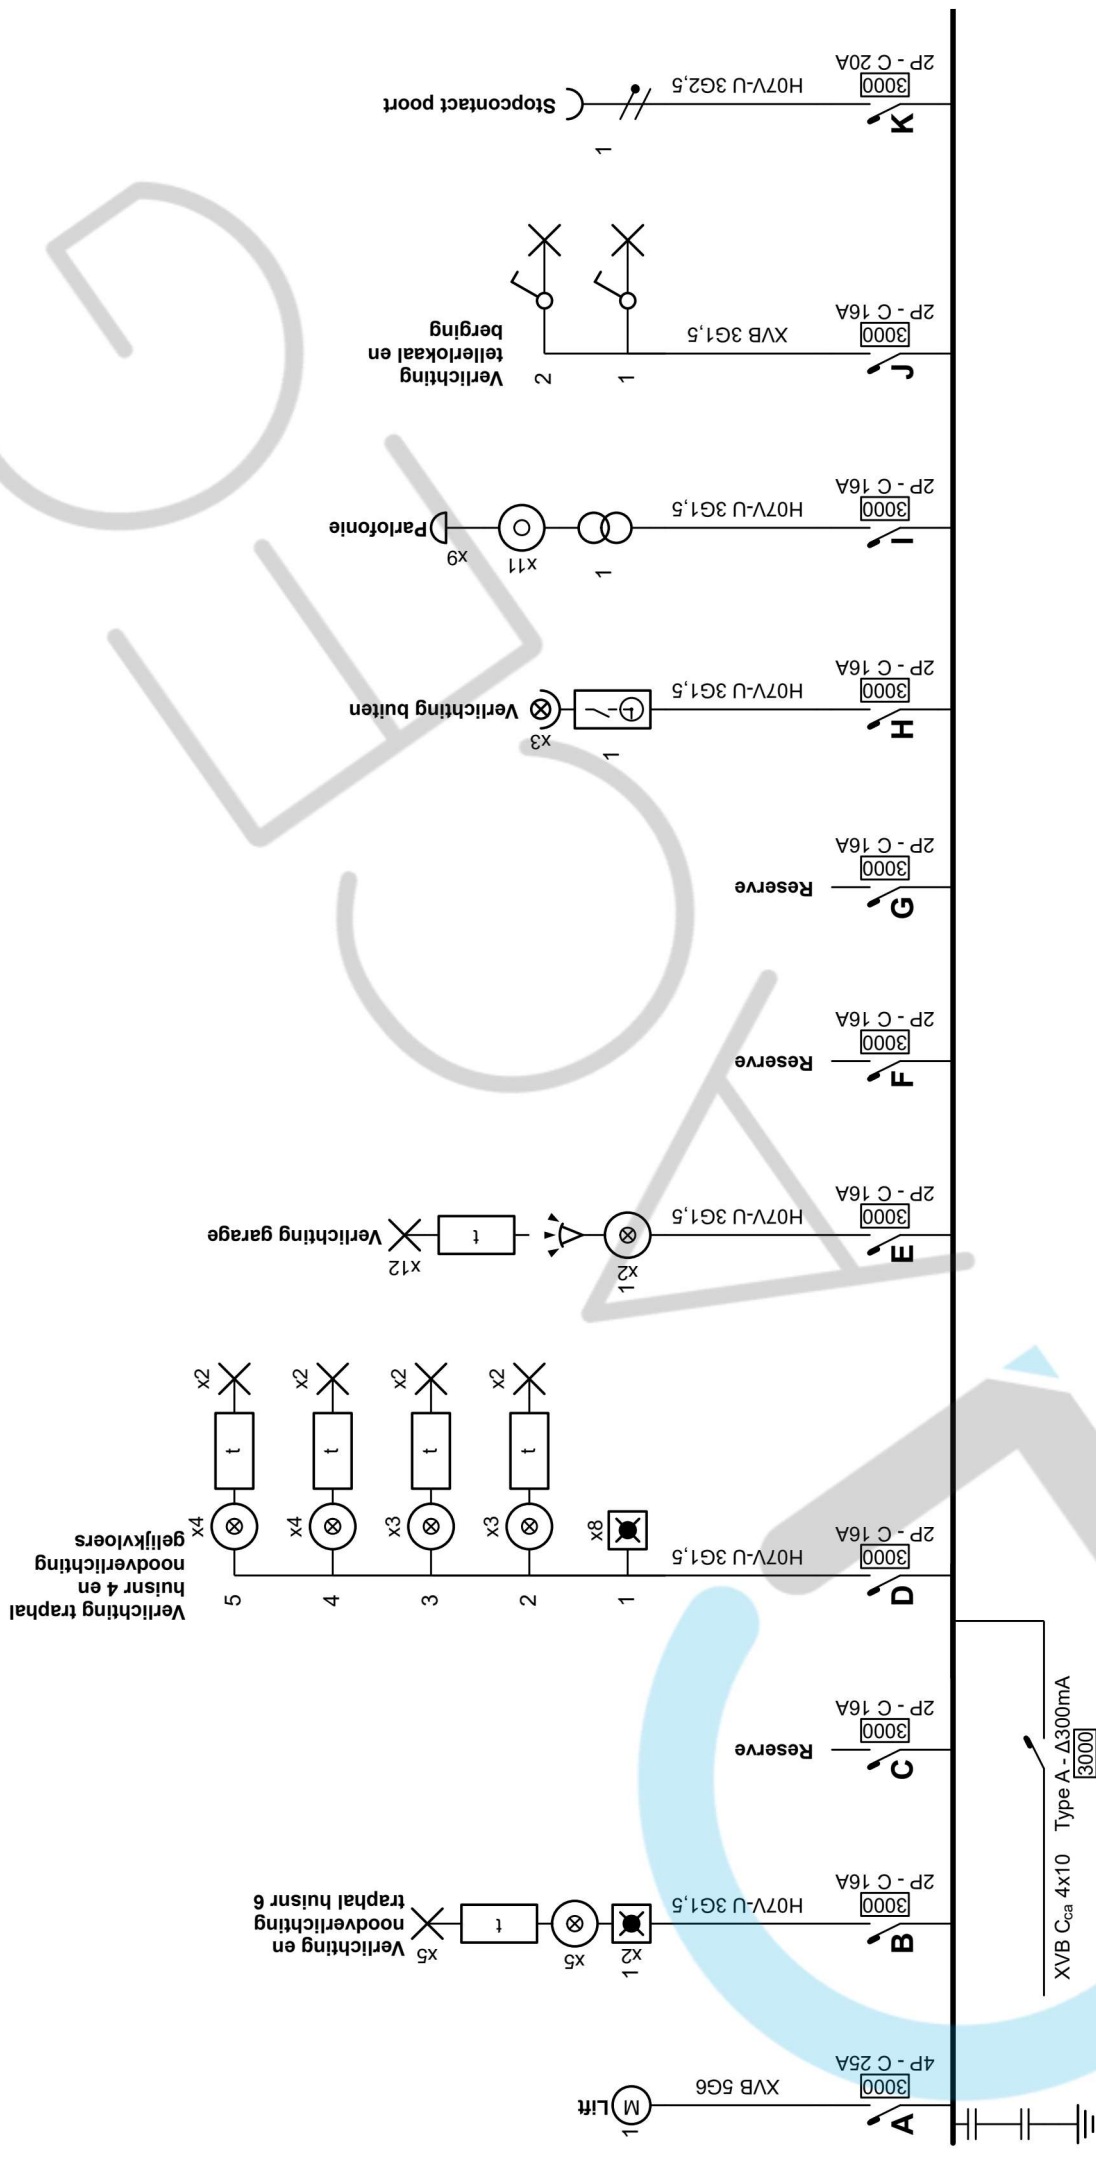 Lift
1
M
XVB 5G6
4P - C 25A
3000
A
Verlichting en
noodverlichting
traphal huisnr 6
x5
t
x5
x2
1
H07V-U 3G1,5
2P - C 16A
3000
B
Reserve
2P - C 16A
3000
C
XVB Cca 4x10
Type A - Δ300mA
3000
Verlichting traphal
huisnr 4 en
noodverlichting
gelijkvloers
5
x4
t
x2
4
x4
t
x2
3
x3
t
x2
2
x3
t
x2
1
x8
H07V-U 3G1,5
2P - C 16A
3000
D
Verlichting garage
x12
t
x2
1
H07V-U 3G1,5
2P - C 16A
3000
E
Reserve
2P - C 16A
3000
F
Reserve
2P - C 16A
3000
G
Verlichting buiten
x3
1
H07V-U 3G1,5
2P - C 16A
3000
H
Parlofonie
x9
x11
1
H07V-U 3G1,5
2P - C 16A
3000
I
Verlichting
tellerlokaal en
berging
2
1
XVB 3G1,5
2P - C 16A
3000
J
Stopcontact poort
1
H07V-U 3G2,5
2P - C 20A
3000
K